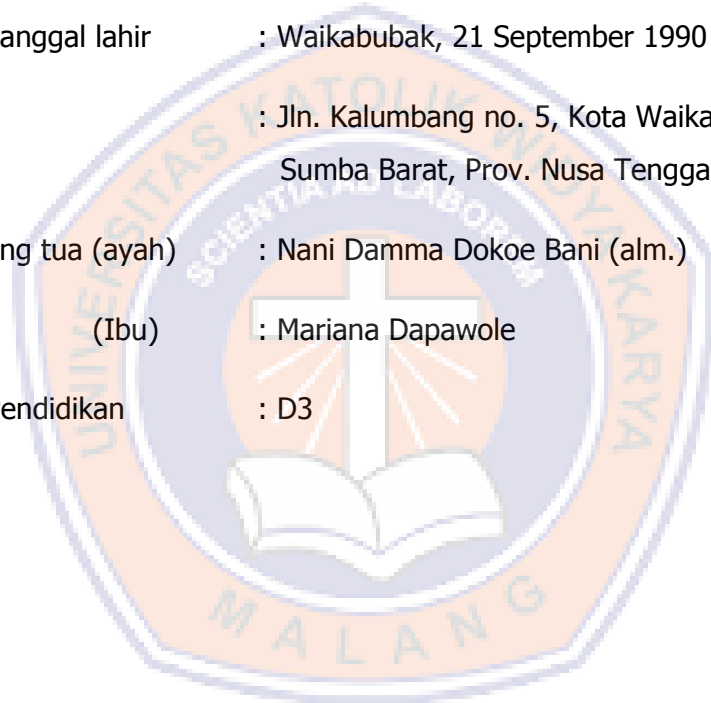 anggal lahir : Waikabubak, 21 September 1990
: Jln. Kalumbang no. 5, Kota Waika
Sumba Barat, Prov. Nusa Tengga
ng tua (ayah) : Nani Damma Dokoe Bani (alm.)
(Ibu) : Mariana Dapawole
endidikan : D3
UNIVERSITAS KATOLIK WIDYA KARYA
SCIENTIA AD LABOREM
MALANG